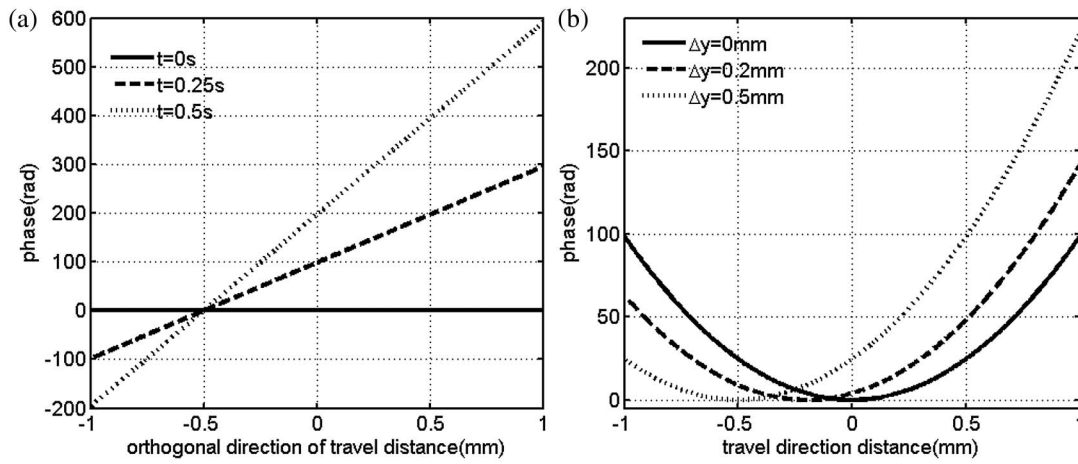 (a)
600
500
400
300
200
100
0
-100
-200
phase(rad)
t=0s
t=0.25s
t=0.5s
-1
-0.5
0
0.5
1
orthogonal direction of travel distance(mm)
(b)
200
150
100
50
0
phase(rad)
Δy=0mm
Δy=0.2mm
Δy=0.5mm
-1
-0.5
0
0.5
1
travel direction distance(mm)